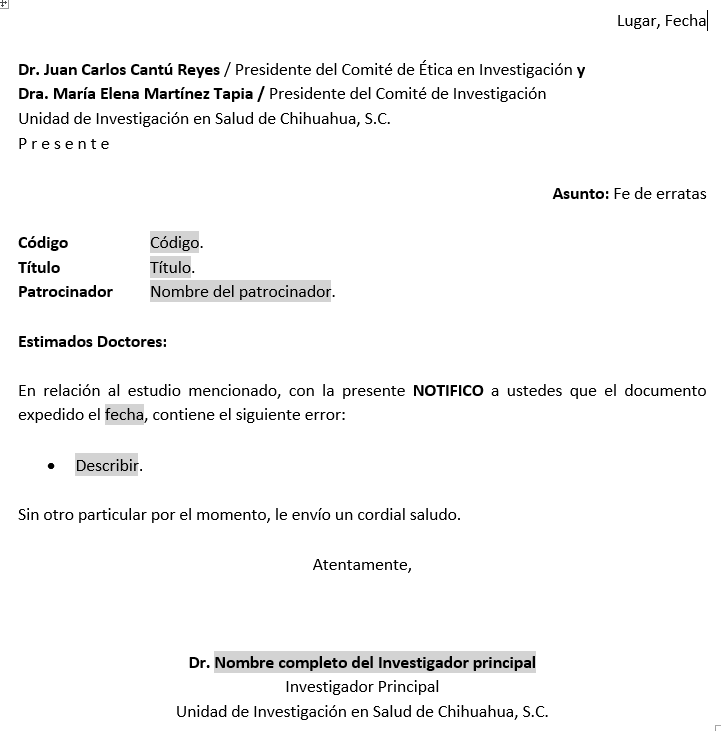 Lugar, Fecha
Dr. Juan Carlos Cantú Reyes / Presidente del Comité de Ética en Investigación y
Dra. María Elena Martínez Tapia / Presidente del Comité de Investigación
Unidad de Investigación en Salud de Chihuahua, S.C.
P r e s e n t e
Asunto: Fe de erratas
Código Código.
Título Título.
Patrocinador Nombre del patrocinador.
Estimados Doctores:
En relación al estudio mencionado, con la presente NOTIFICO a ustedes que el documento
expedido el fecha, contiene el siguiente error:
• Describir.
Sin otro particular por el momento, le envío un cordial saludo.
Atentamente,
Dr. Nombre completo del Investigador principal
Investigador Principal
Unidad de Investigación en Salud de Chihuahua, S.C.